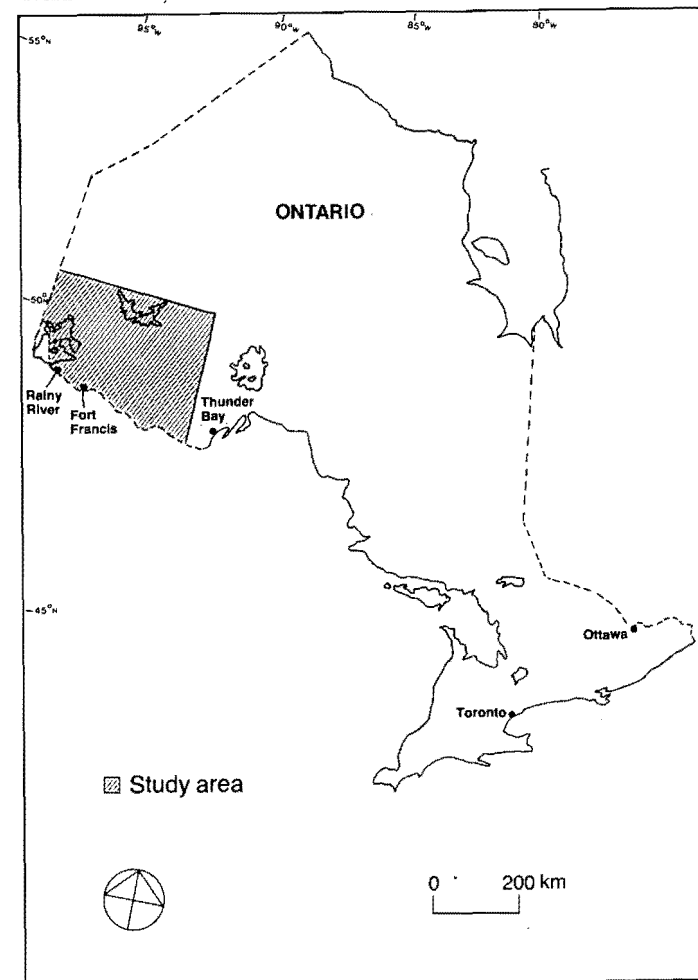 95°W
90°W
85°W
80°W
55°N
ONTARIO
50°N
Rainy
River
Fort
Francis
Thunder
Bay
45°N
Ottawa
Toronto
Study area
0 200 km